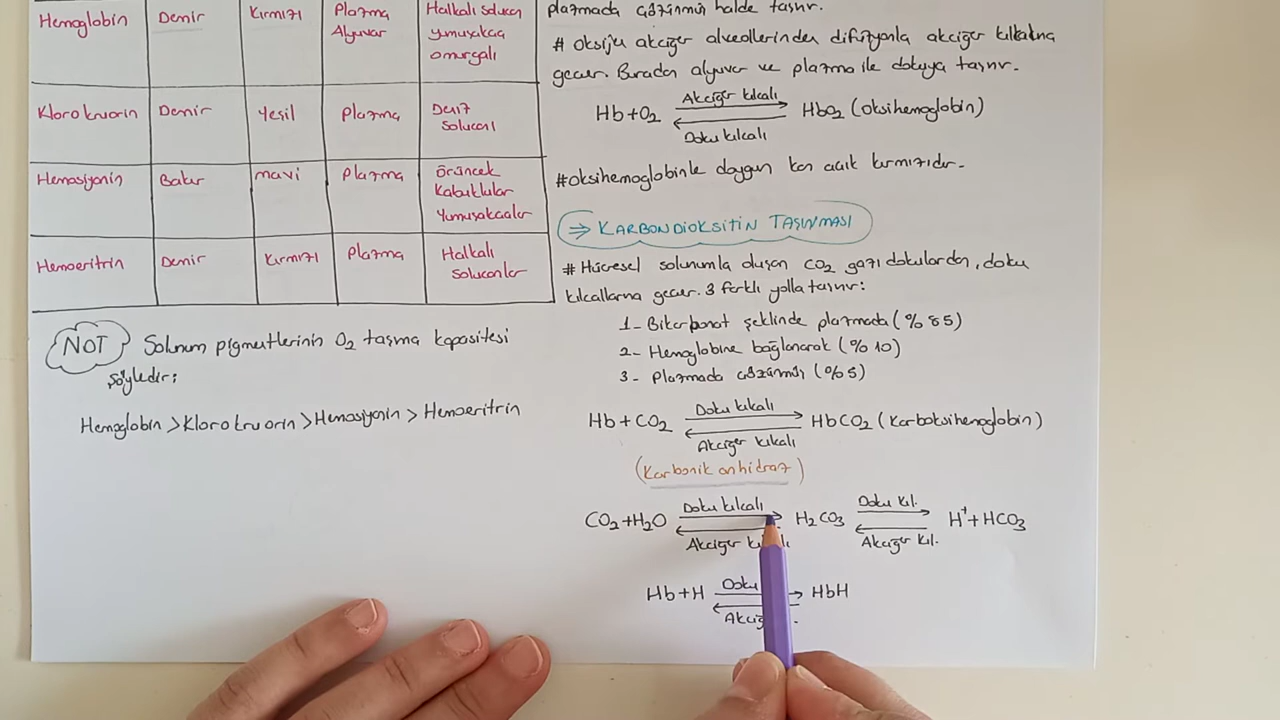 Hemoglobin Demir Kırmızı Plazma Alyuvar Halkalı solucan yumuşakça omurgalı
Klorokruorin Demir Yeşil Plazma Deniz Solucanı
Hemosiyanin Bakır mavi Plazma Örümcek Kabuklular Yumuşakçalar
Hemoeritrin Demir Kırmızı Plazma Halkalı Solucanlar
NOT Solunum pigmentlerinin O₂ taşıma kapasitesi
şöyledir;
Hemoglobin > Klorokruorin > Hemosiyanin > Hemoeritrin
plazmada çözünmüş halde taşınır.
# Oksijen akciğer alveollerinden difüzyonla akciğer kılcalına
geçer. Buradan alyuvar ve plazma ile dokuya taşınır.
Akciğer kılcalı
Hb+O₂ ⇄ HbO₂ (oksihemoglobin)
Doku kılcalı
#oksihemoglobinle doygun kan açık kırmızıdır.
⇒ KARBONDİOKSİTİN TAŞINMASI
# Hücresel solunumla oluşan CO₂ gazı dokulardan, doku
kılcallarına geçer. 3 farklı yolla taşınır:
1- Bikarbonat şeklinde plazmada (%85)
2- Hemoglobine bağlanarak (%10)
3- Plazmada çözünmüş (%5)
Doku kılcalı
Hb+CO₂ ⇄ HbCO₂ (Karboksihemoglobin)
Akciğer kılcalı
(Karbonik anhidraz)
Doku kılcalı Doku kıl.
CO₂+H₂O ⇄ H₂CO₃ ⇄ H⁺+HCO₃
Akciğer Akciğer kıl.
Doku
Hb+H ⇄ HbH